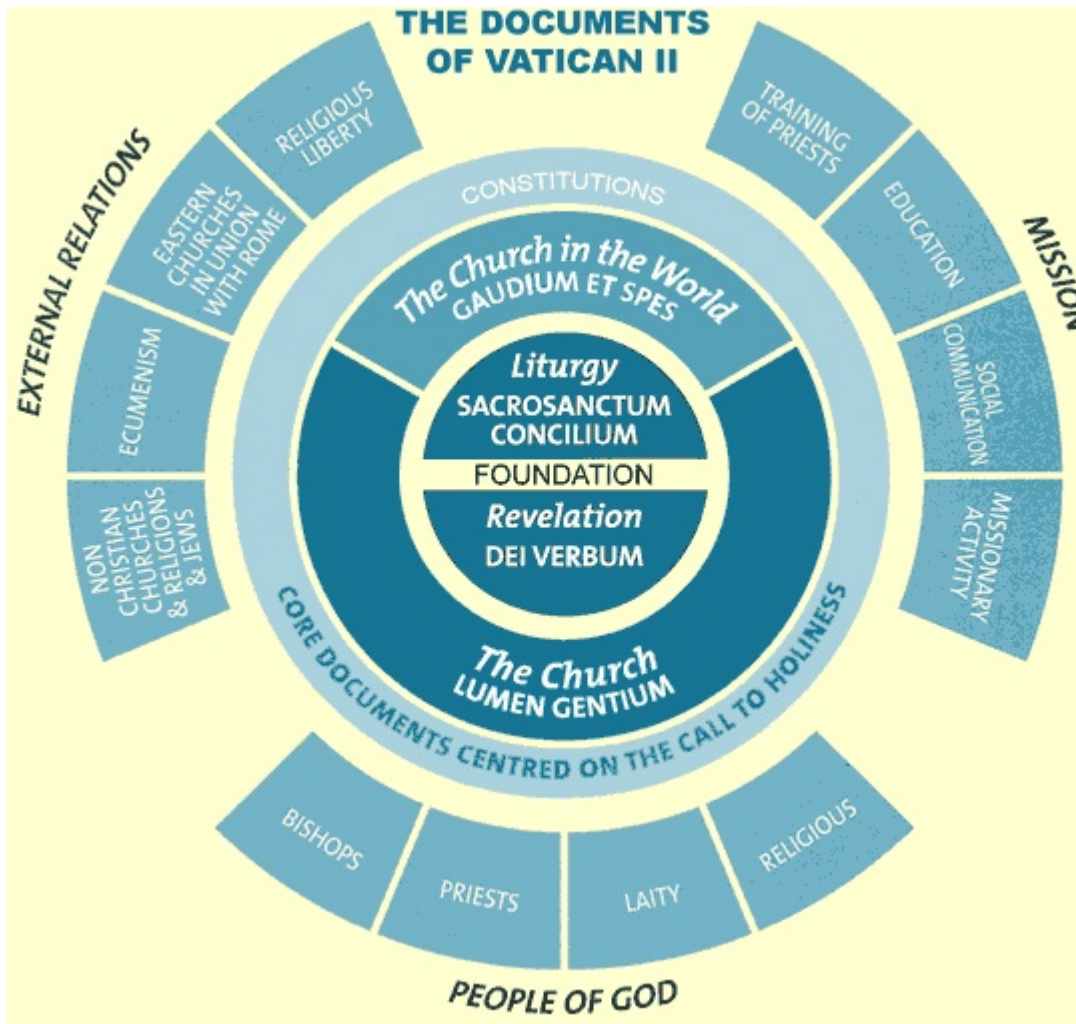 THE DOCUMENTS
OF VATICAN II
EXTERNAL RELATIONS
RELIGIOUS
LIBERTY
EASTERN
CHURCHES
IN UNION
WITH ROME
ECUMENISM
NON
CHRISTIAN
CHURCHES
& RELIGIONS
& JEWS
MISSION
TRAINING
OF PRIESTS
EDUCATION
SOCIAL
COMMUNICATION
MISSIONARY
ACTIVITY
CONSTITUTIONS
The Church in the World
GAUDIUM ET SPES
Liturgy
SACROSANCTUM
CONCILIUM
FOUNDATION
Revelation
DEI VERBUM
The Church
LUMEN GENTIUM
CORE DOCUMENTS CENTRED ON THE CALL TO HOLINESS
BISHOPS
PRIESTS
LAITY
RELIGIOUS
PEOPLE OF GOD